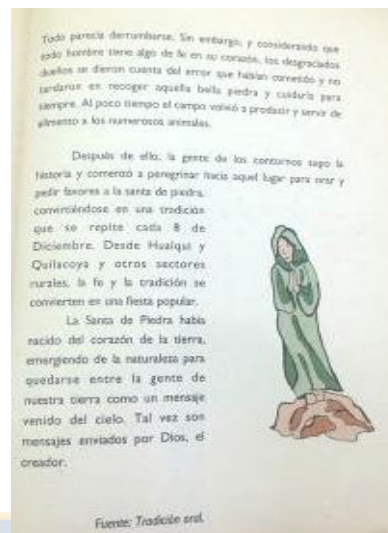 Todo parecía derrumbarse. Sin embargo, y considerando que
todo hombre tiene algo de fe en su corazón, los desgraciados
dueños se dieron cuenta del error que habían cometido y no
tardaron en recoger aquella bella piedra y cuidarla para
siempre. Al poco tiempo el campo volvió a producir y servir de
alimento a los numerosos animales.
Después de ello, la gente de los contornos supo la
historia y comenzó a peregrinar hacia aquel lugar para orar y
pedir favores a la santa de piedra,
convirtiéndose en una tradición
que se repite cada 8 de
Diciembre. Desde Hualqui y
Quilacoya y otros sectores
rurales, la fe y la tradición se
convierten en una fiesta popular.
La Santa de Piedra había
nacido del corazón de la tierra,
emergiendo de la naturaleza para
quedarse entre la gente de
nuestra tierra como un mensaje
venido del cielo. Tal vez son
mensajes enviados por Dios, el
creador.
Fuente: Tradición oral.